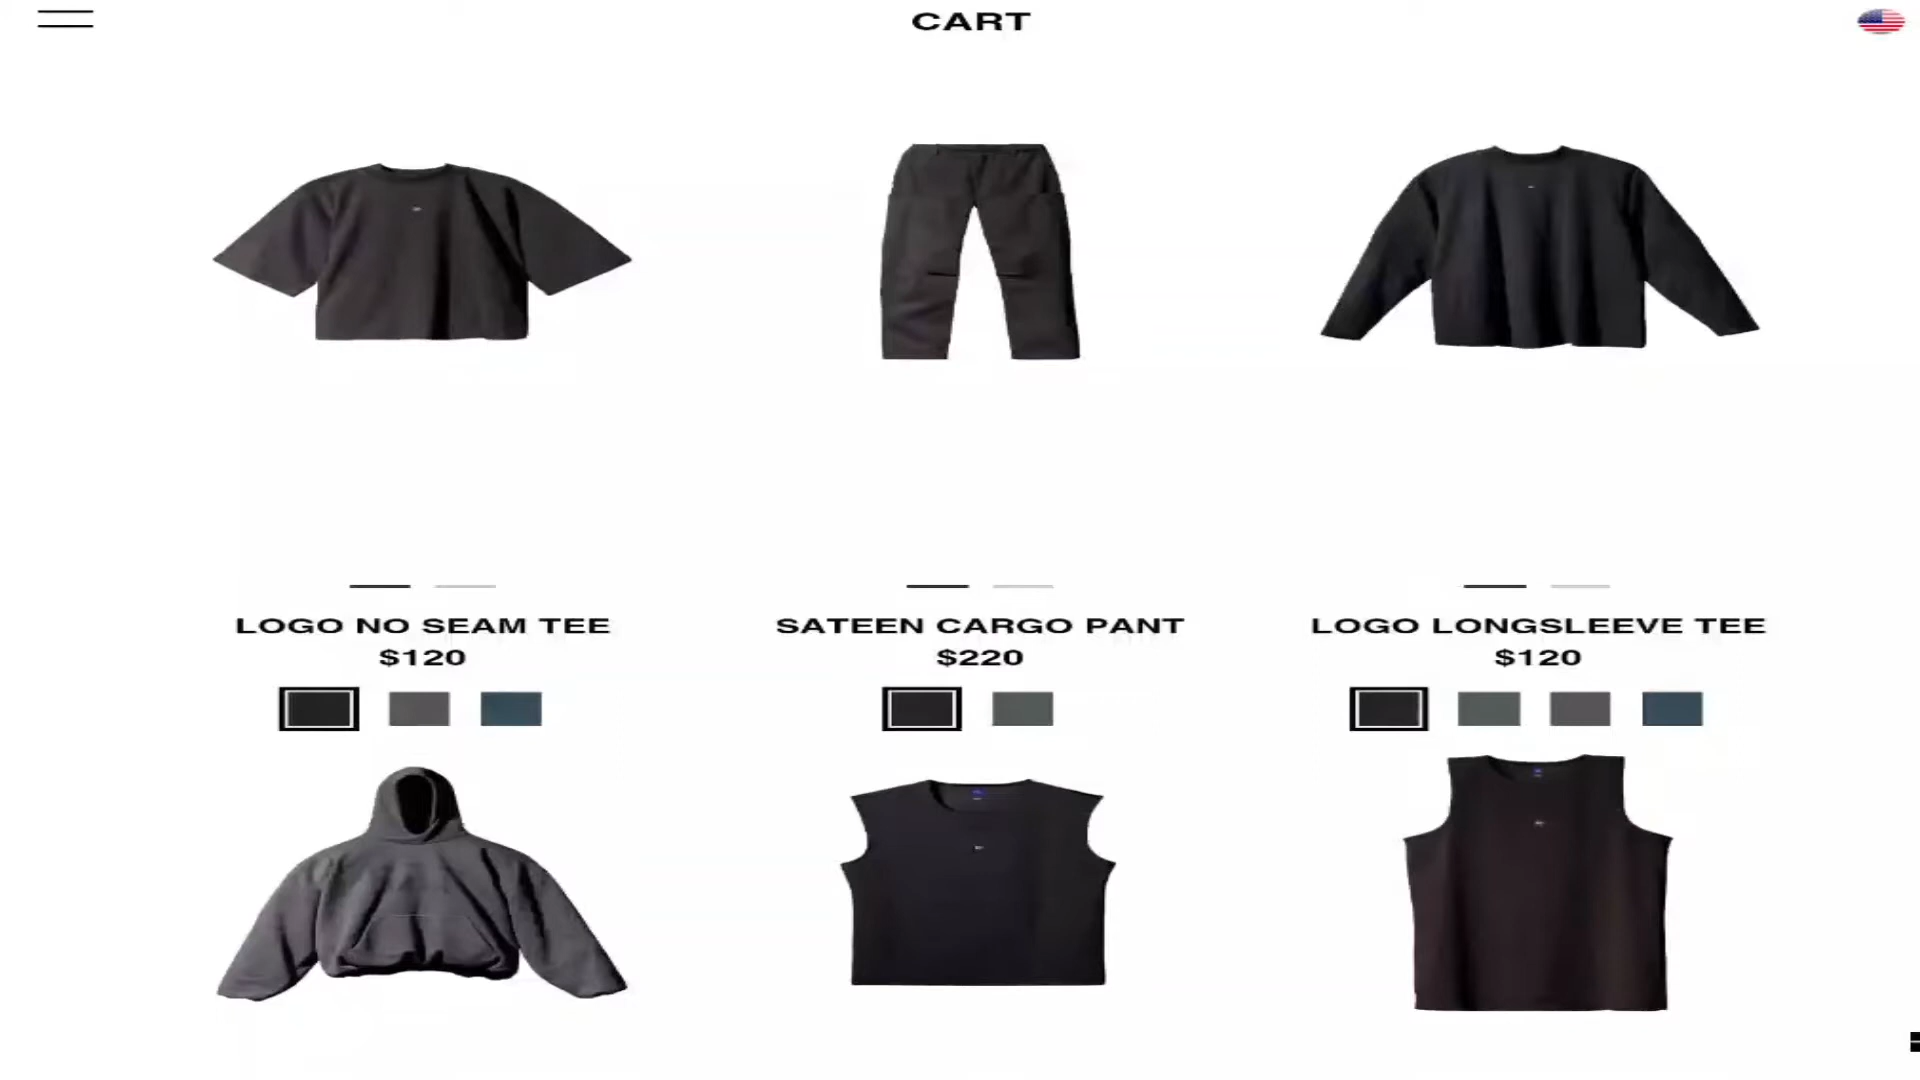 CART
LOGO NO SEAM TEE
$120
SATEEN CARGO PANT
$220
LOGO LONGSLEEVE TEE
$120